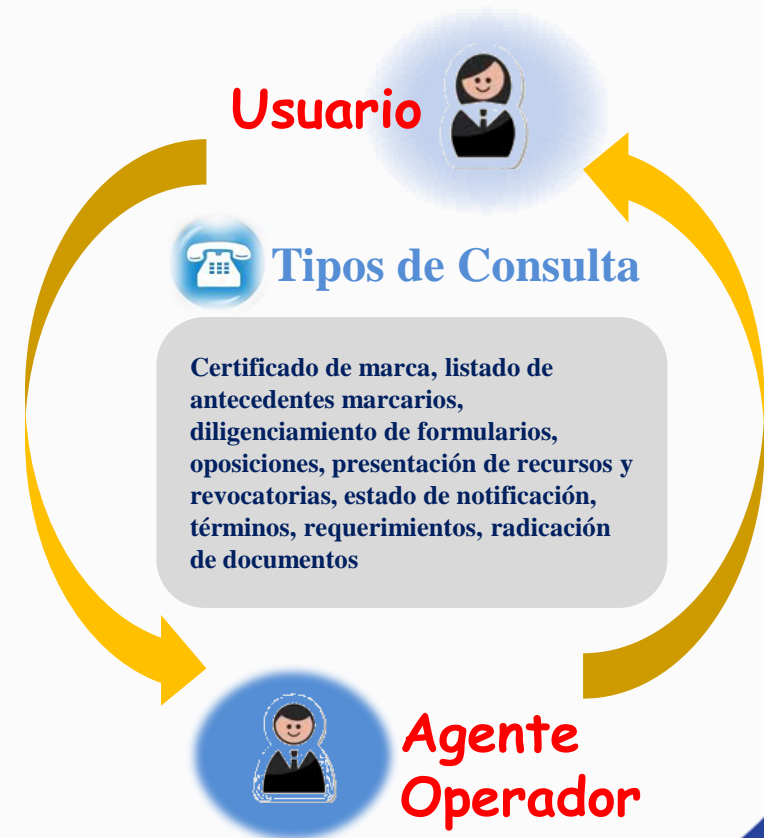 Usuario
Tipos de Consulta
Certificado de marca, listado de
antecedentes marcarios,
diligenciamiento de formularios,
oposiciones, presentación de recursos y
revocatorias, estado de notificación,
términos, requerimientos, radicación
de documentos
Agente
Operador